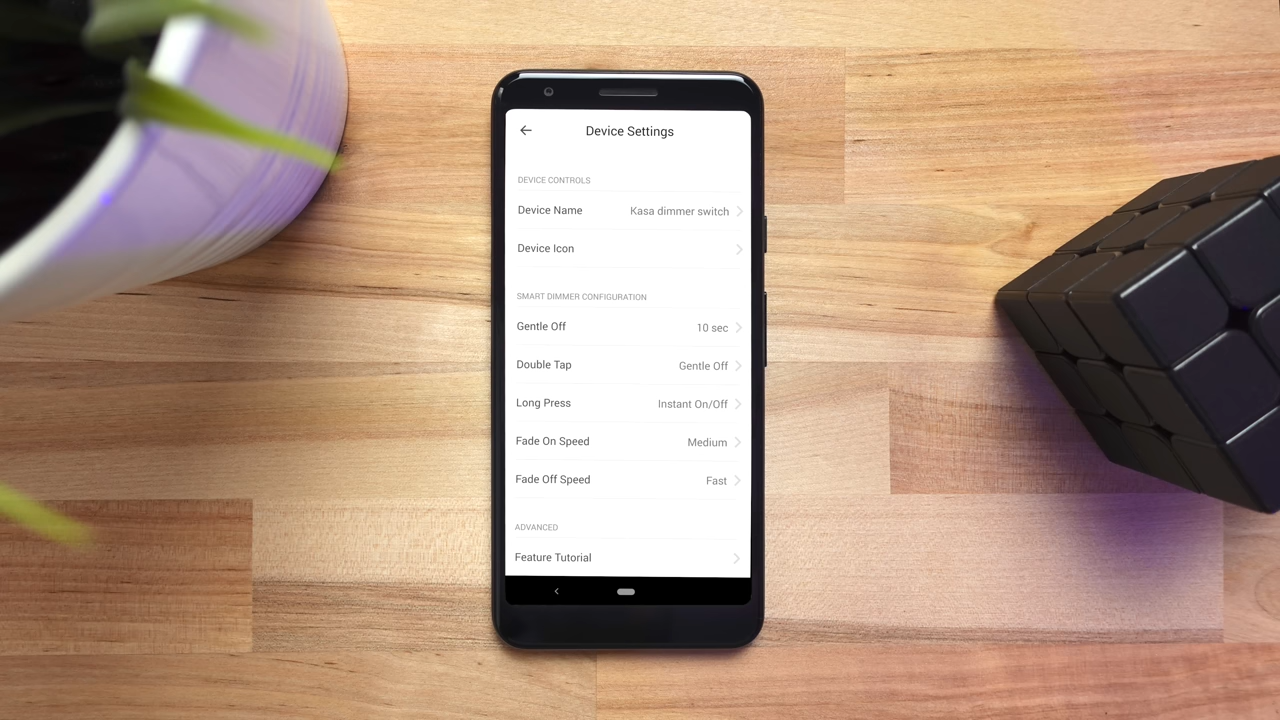 Device Settings
DEVICE CONTROLS
Device Name Kasa dimmer switch
Device Icon
SMART DIMMER CONFIGURATION
Gentle Off 10 sec
Double Tap Gentle Off
Long Press Instant On/Off
Fade On Speed Medium
Fade Off Speed Fast
ADVANCED
Feature Tutorial